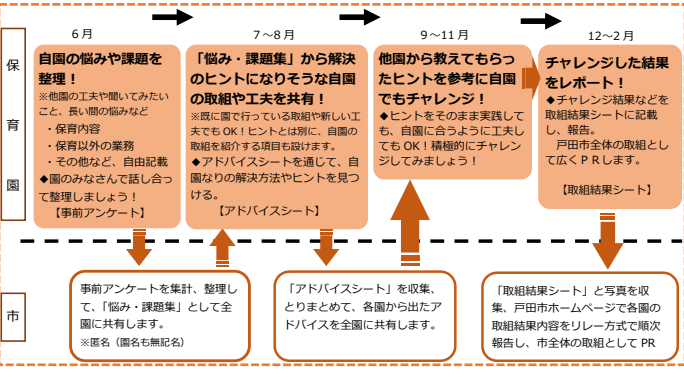 6月
7～8月
9～11月
12～2月
保
育
園
自園の悩みや課題を
整理！
※他園の工夫や聞いてみたい
こと、長い間の悩みなど
・保育内容
・保育以外の業務
・その他など、自由記載
◆園のみなさんで話し合っ
て整理しましょう！
【事前アンケート】
「悩み・課題集」から解決
のヒントになりそうな自園
の取組や工夫を共有！
※既に園で行っている取組や新しい工
夫でもOK！ヒントとは別に、自園の
取組を紹介する項目も設けます。
◆アドバイスシートを通じて、自
園なりの解決方法やヒントを見つ
ける。
【アドバイスシート】
他園から教えてもらっ
たヒントを参考に自園
でもチャレンジ！
◆ヒントをそのまま実践して
も、自園に合うように工夫し
てもOK！積極的にチャレン
ジしてみましょう！
チャレンジした結果
をレポート！
◆チャレンジ結果などを
取組結果シートに記載
し、報告。
戸田市全体の取組とし
て広くＰＲします。
【取組結果シート】
市
事前アンケートを集計、整理し
て、「悩み・課題集」として全
園に共有します。
※匿名（園名も無記名）
「アドバイスシート」を収集、
とりまとめて、各園から出たア
ドバイスを全園に共有します。
「取組結果シート」と写真を収
集、戸田市ホームページで各園の
取組結果内容をリレー方式で順次
報告し、市全体の取組として PR